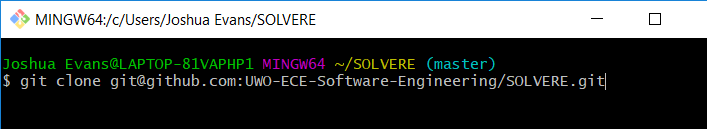 MINGW64:/c/Users/Joshua Evans/SOLVERE
Joshua Evans@LAPTOP-81VAPHP1 MINGW64 ~/SOLVERE (master)
$ git clone git@github.com:UWO-ECE-Software-Engineering/SOLVERE.git